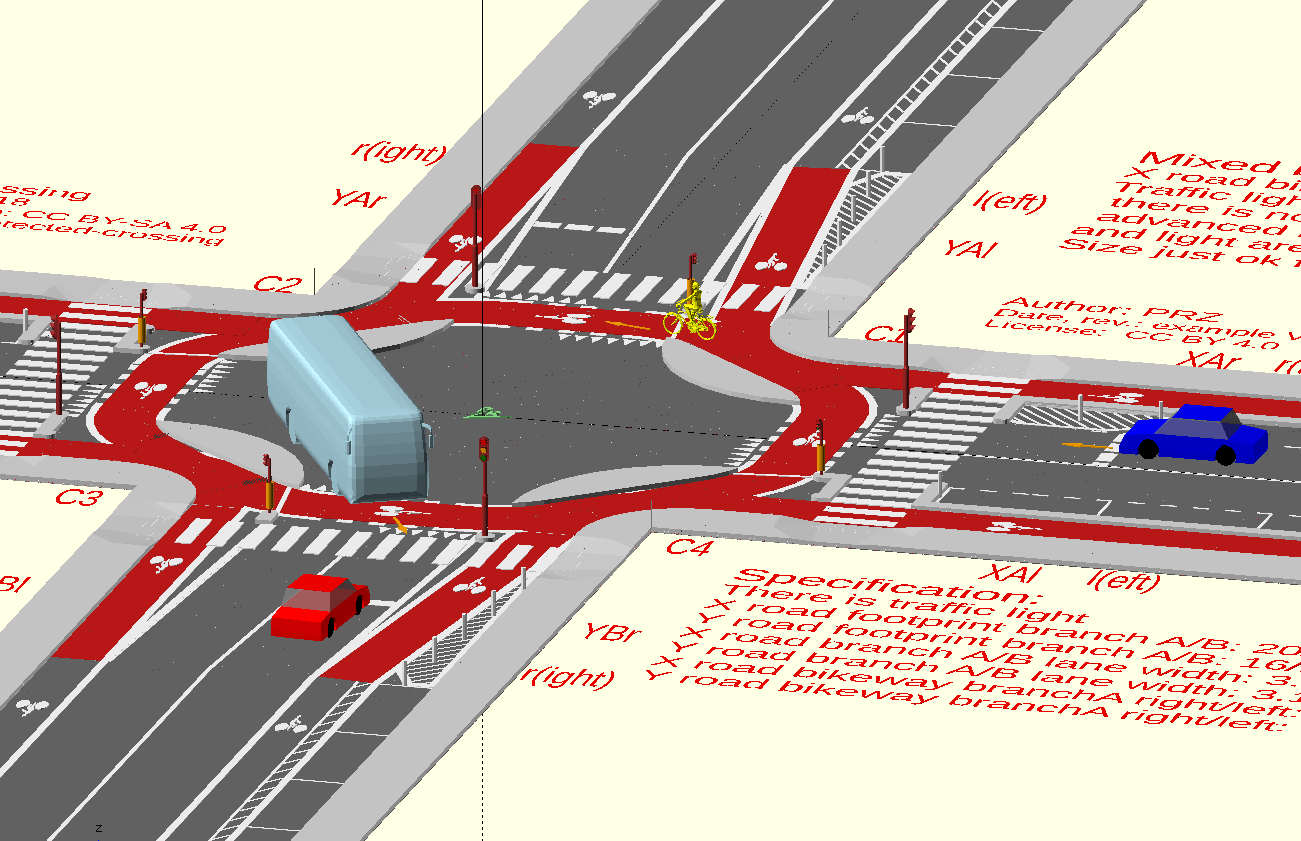 r(right)
YAr
ssing
18
: CC BY-SA 4.0
tected-crossing
C2
Mixed
X road bi
Traffic ligh
there is no
advanced
and light are
Size just ok
l(eft)
YAl
Author: PRZ
Date, rev.: example
License: CC BY 4.0
C1
XAr
C3
Bl
C4
XAl
l(eft)
Specification:
There is traffic light
X road footprint branch A/B: 20
Y road footprint branch A/B: 16/
X road branch A/B lane width: 3.
Y road branch A/B lane width: 3.1
X road bikeway branchA right/left:
Y road bikeway branchA right/left:
YBr
r(right)
z